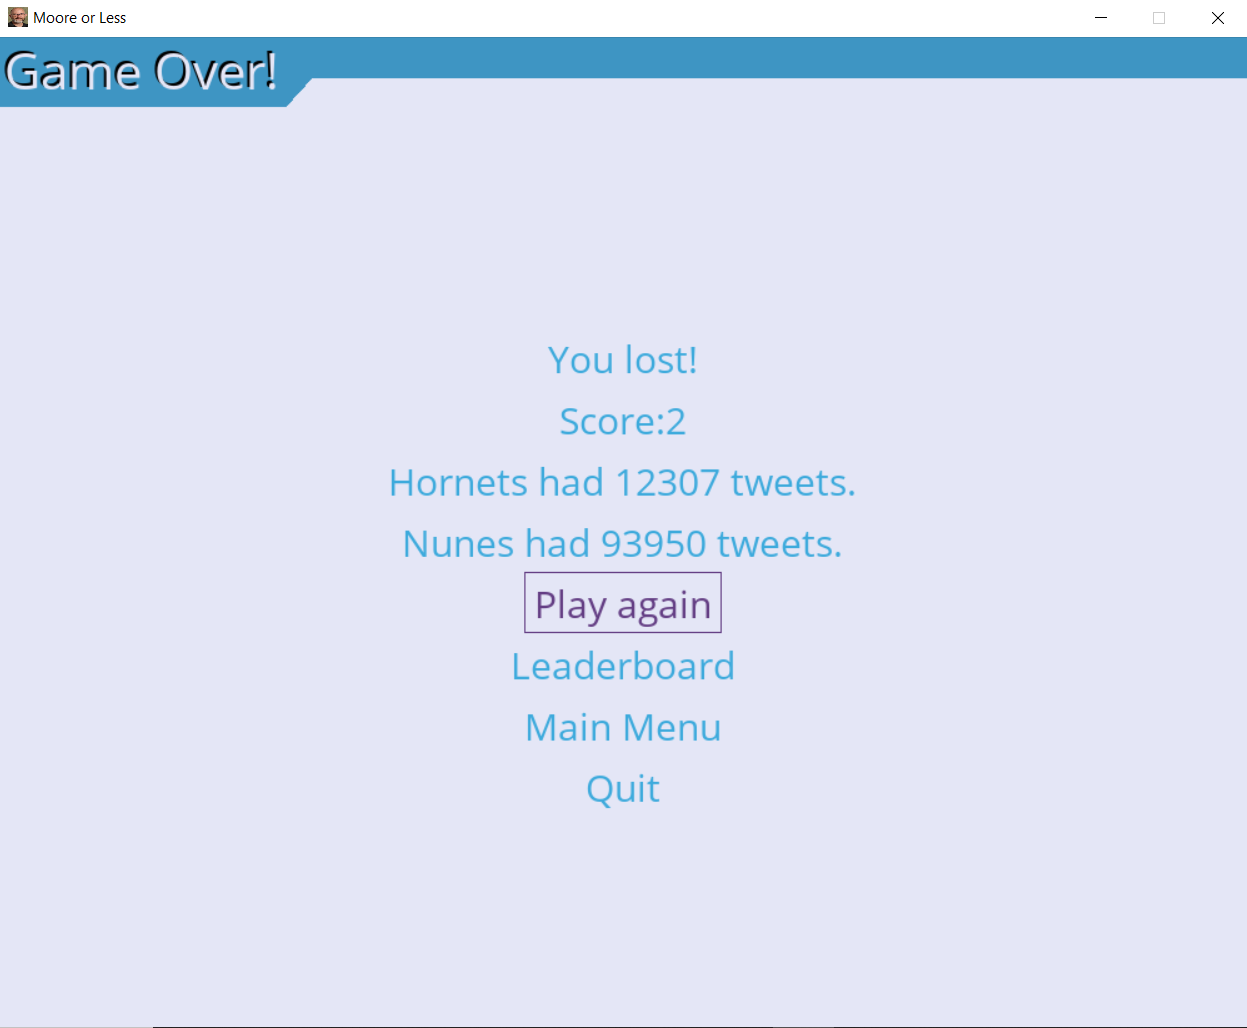 Moore or Less
Game Over!
You lost!
Score:2
Hornets had 12307 tweets.
Nunes had 93950 tweets.
Play again
Leaderboard
Main Menu
Quit